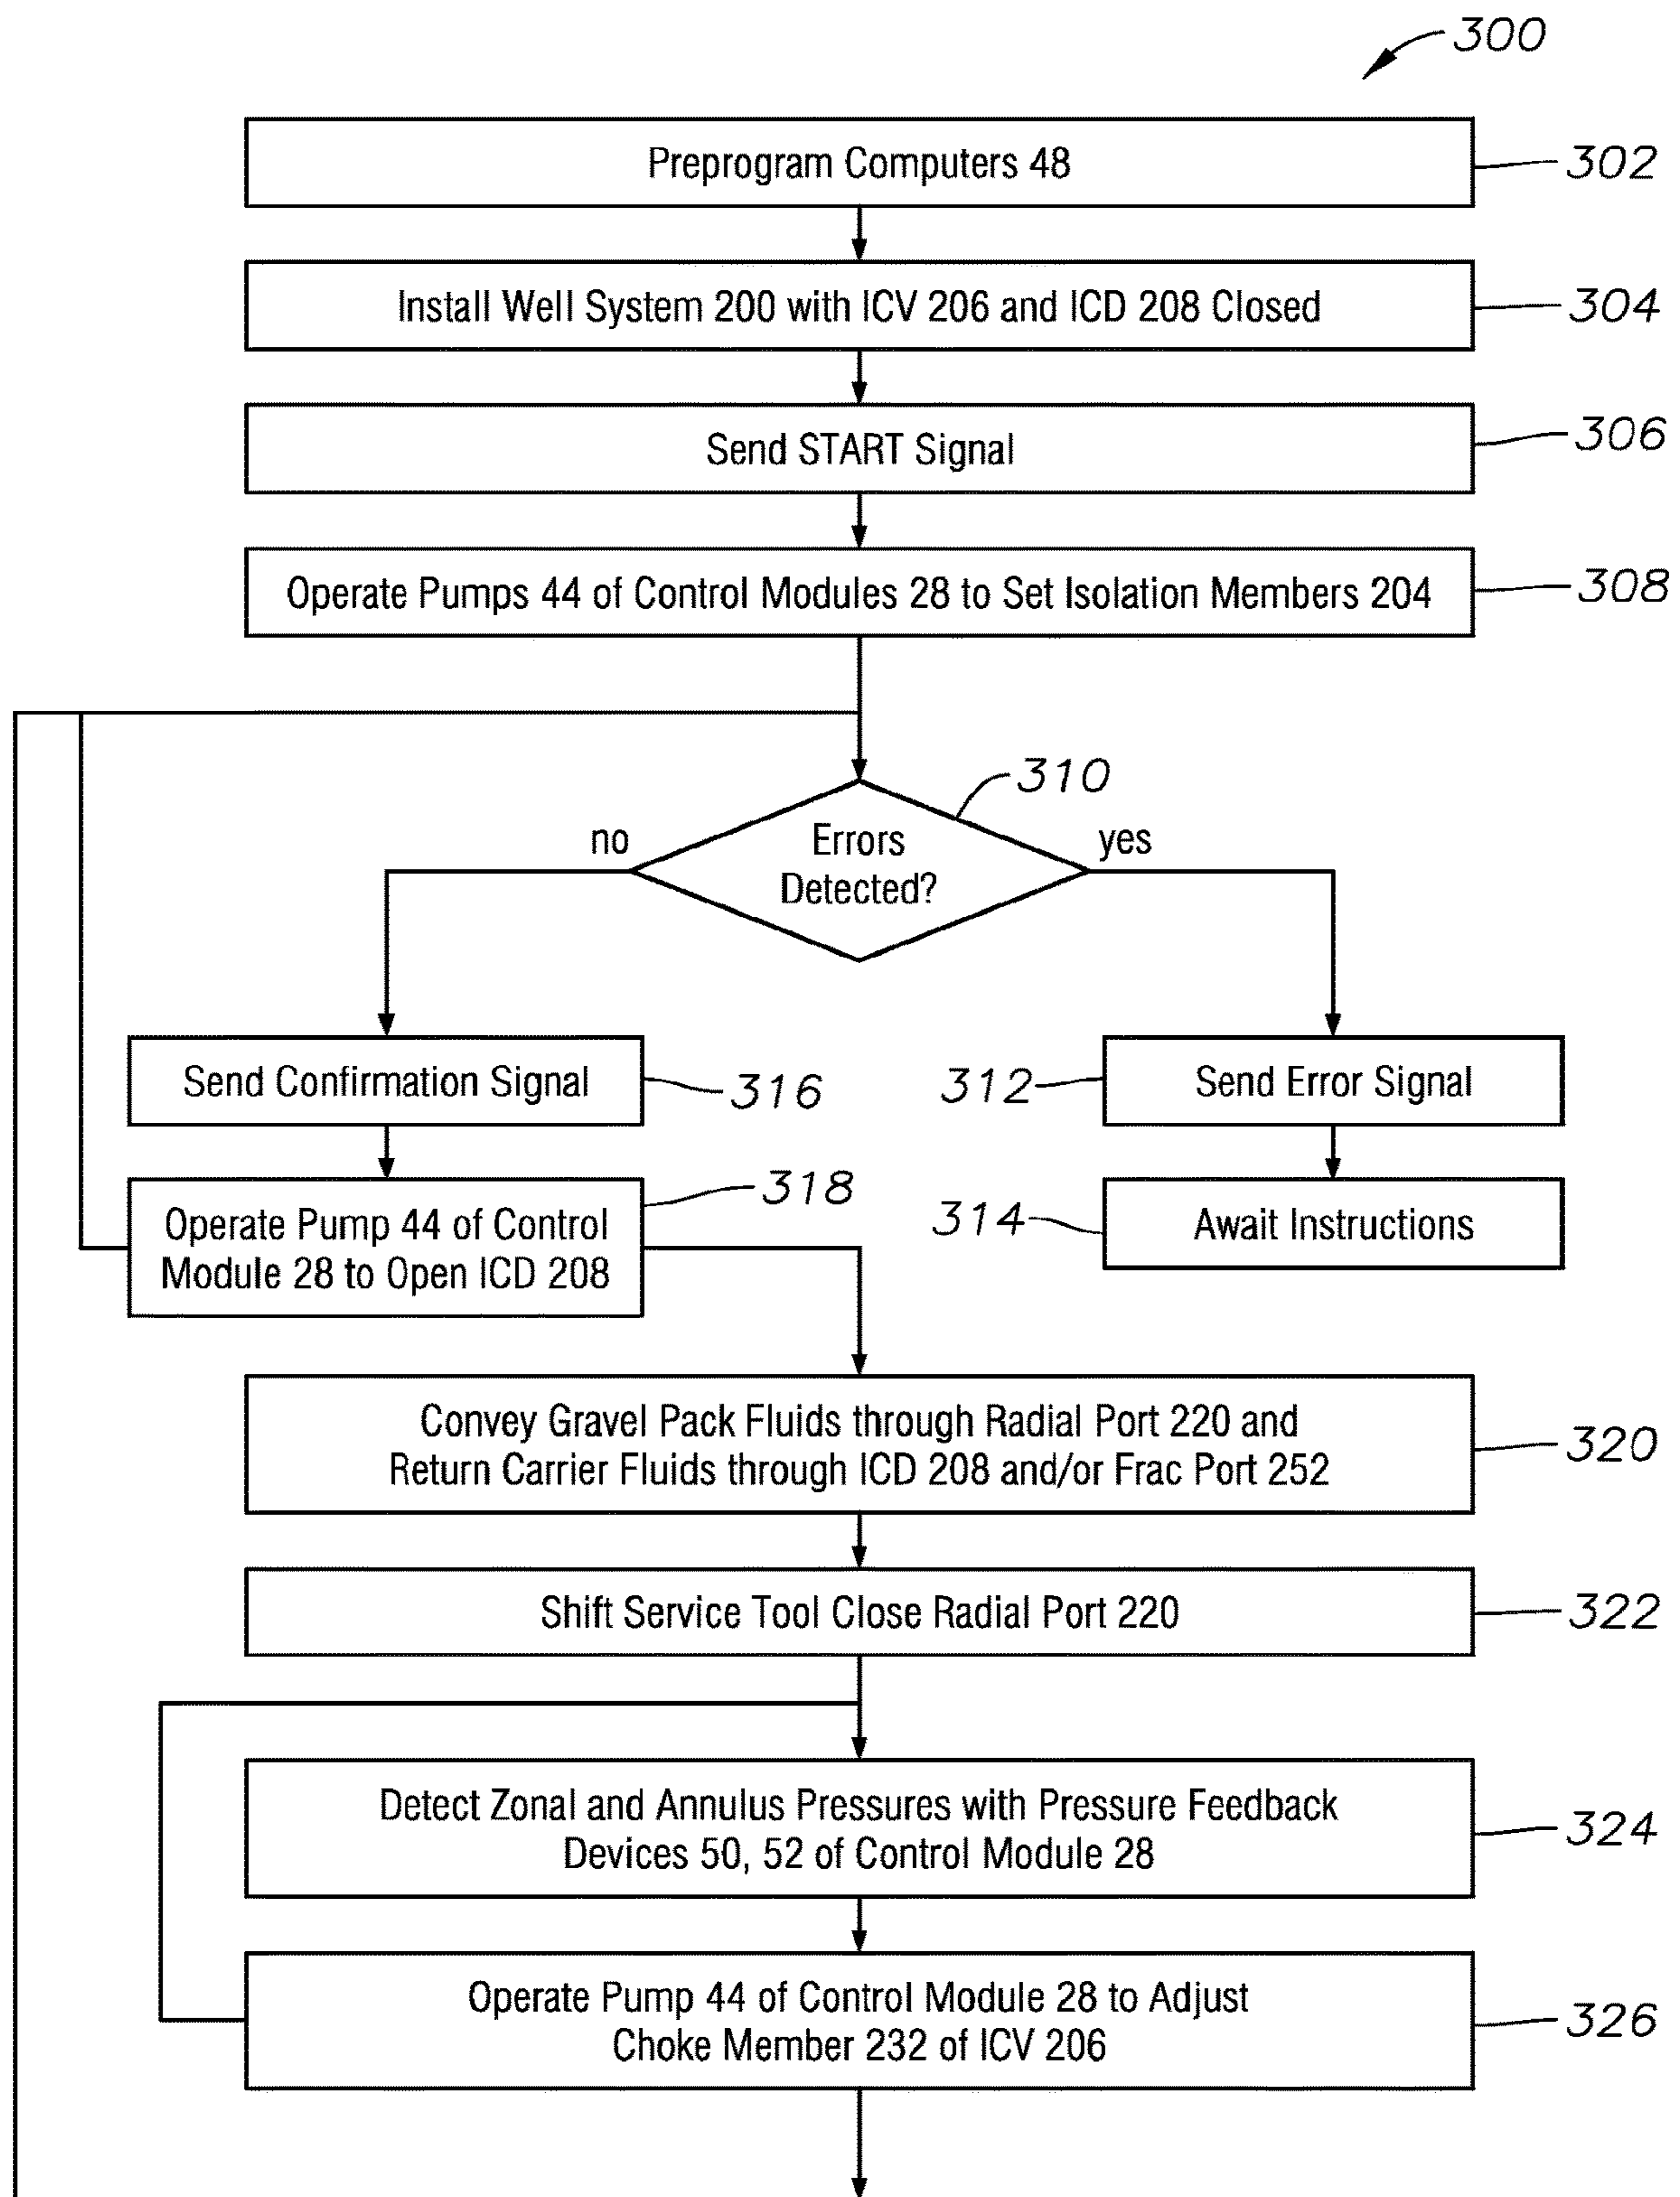 300
Preprogram Computers 48
302
Install Well System 200 with ICV 206 and ICD 208 Closed
304
Send START Signal
306
Operate Pumps 44 of Control Modules 28 to Set Isolation Members 204
308
310
no
Errors
Detected?
yes
Send Confirmation Signal
316
312
Send Error Signal
318
Operate Pump 44 of Control
Module 28 to Open ICD 208
314
Await Instructions
Convey Gravel Pack Fluids through Radial Port 220 and
Return Carrier Fluids through ICD 208 and/or Frac Port 252
320
Shift Service Tool Close Radial Port 220
322
Detect Zonal and Annulus Pressures with Pressure Feedback
Devices 50, 52 of Control Module 28
324
Operate Pump 44 of Control Module 28 to Adjust
Choke Member 232 of ICV 206
326